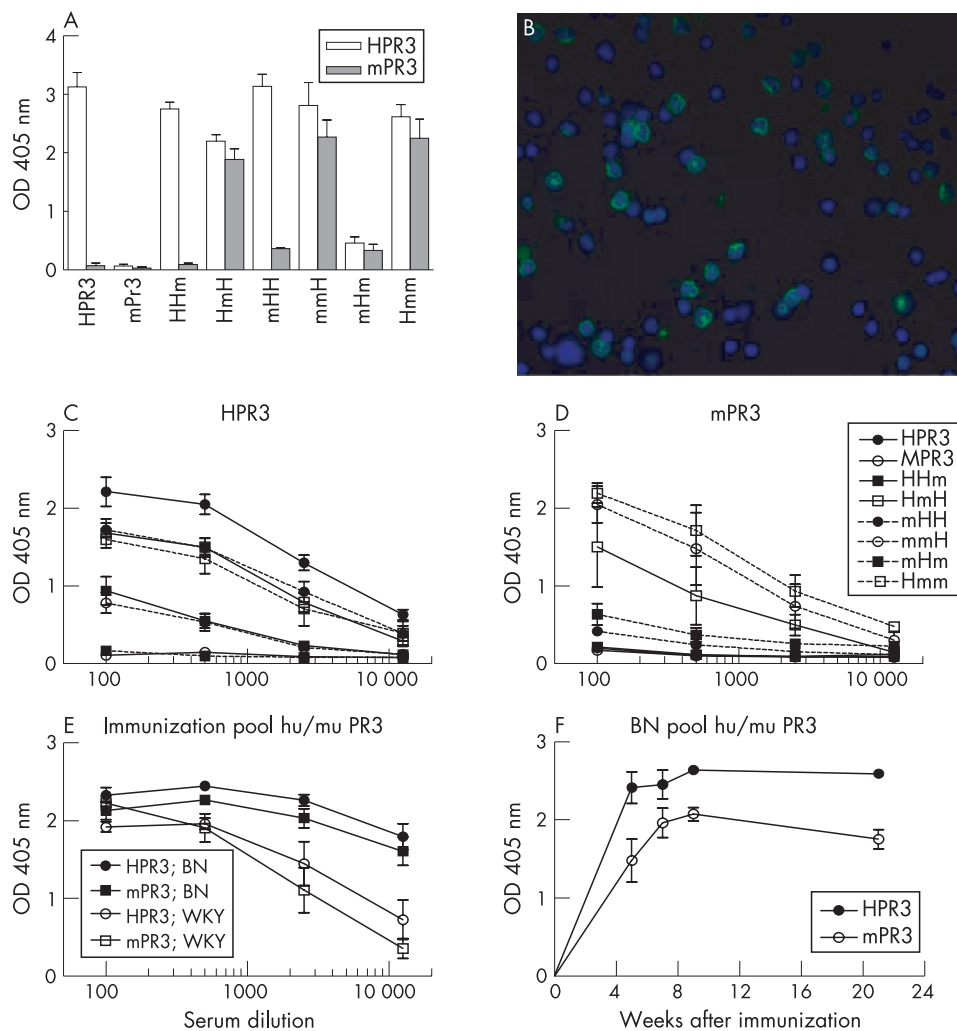 A
HPR3
mPR3
OD 405 nm
4
3
2
1
0
HPR3
mPr3
HHm
HmH
mHH
mmH
mHm
Hmm
B
C
HPR3
OD 405 nm
3
2
1
0
100
1000
10 000
D
mPR3
OD 405 nm
3
2
1
0
100
1000
10 000
HPR3
MPR3
HHm
HmH
mHH
mmH
mHm
Hmm
E
Immunization pool hu/mu PR3
OD 405 nm
3
2
1
0
100
1000
10 000
HPR3; BN
mPR3; BN
HPR3; WKY
mPR3; WKY
Serum dilution
F
BN pool hu/mu PR3
OD 405 nm
3
2
1
0
0
4
8
12
16
20
24
HPR3
mPR3
Weeks after immunization